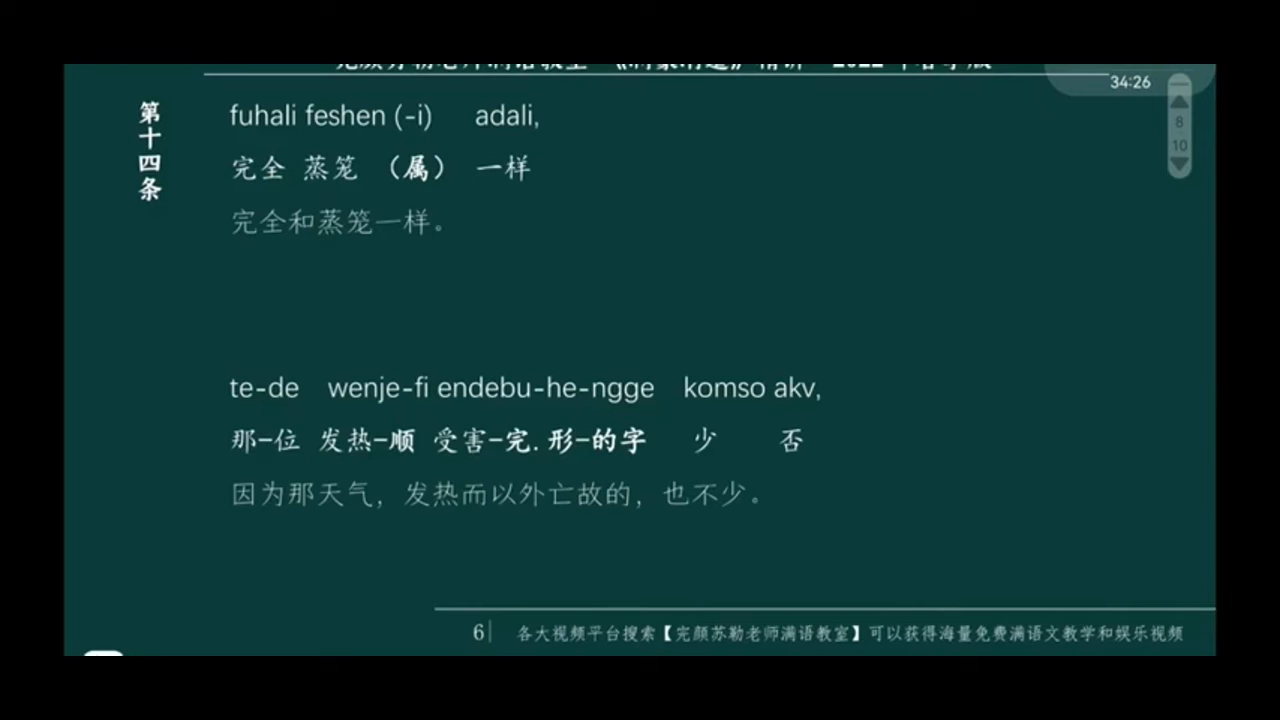 34:26
8
10
第十四条
fuhali feshen (-i) adali,
完全 蒸笼 （属） 一样
完全和蒸笼一样。
te-de wenje-fi endebu-he-ngge komso akv,
那-位 发热-顺 受害-完.形-的字 少 否
因为那天气，发热而以外亡故的，也不少。
6
各大视频平台搜索【完颜苏勒老师满语教室】可以获得海量免费满语文教学和娱乐视频